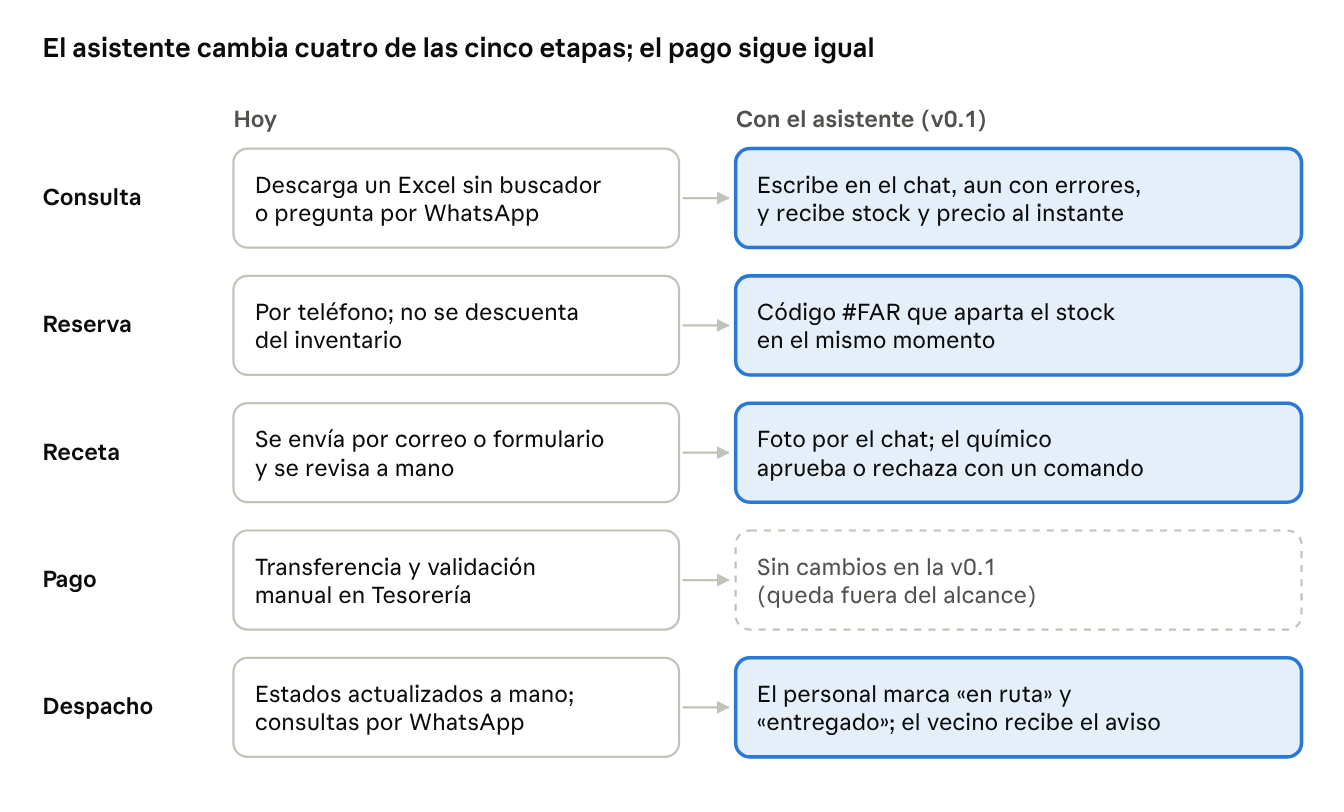 El asistente cambia cuatro de las cinco etapas; el pago sigue igual
Hoy
Con el asistente (v0.1)
Consulta
Descarga un Excel sin buscador
o pregunta por WhatsApp
Escribe en el chat, aun con errores,
y recibe stock y precio al instante
Reserva
Por teléfono; no se descuenta
del inventario
Código #FAR que aparta el stock
en el mismo momento
Receta
Se envía por correo o formulario
y se revisa a mano
Foto por el chat; el químico
aprueba o rechaza con un comando
Pago
Transferencia y validación
manual en Tesorería
Sin cambios en la v0.1
(queda fuera del alcance)
Despacho
Estados actualizados a mano;
consultas por WhatsApp
El personal marca «en ruta» y
«entregado»; el vecino recibe el aviso